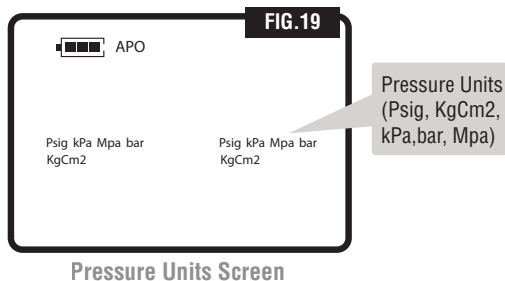 FIG.19
APO
Psig kPa Mpa bar
KgCm2
Psig kPa Mpa bar
KgCm2
Pressure Units
(Psig, KgCm2,
kPa,bar, Mpa)
Pressure Units Screen